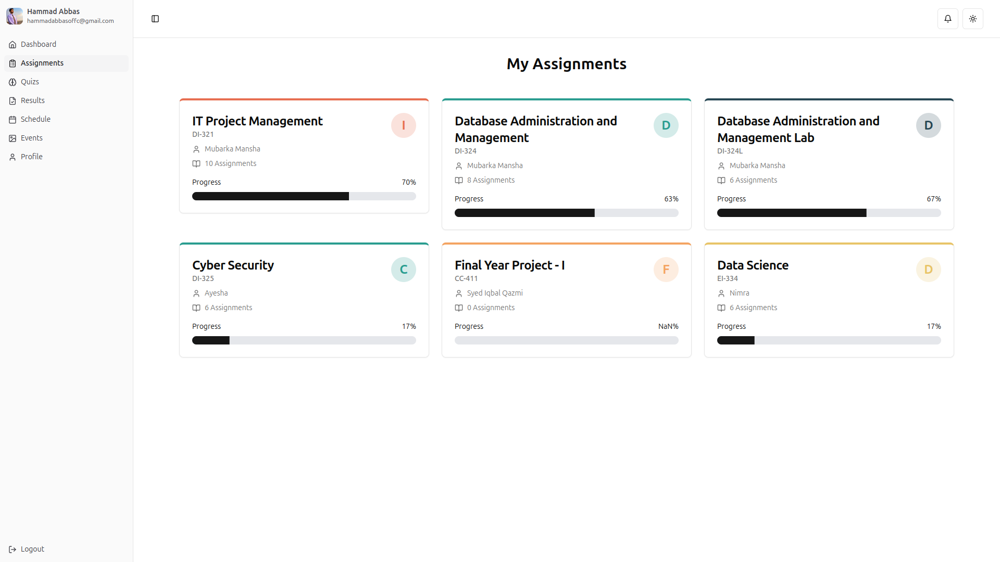 Hammad Abbas
hammadabbasoffc@gmail.com
Dashboard
Assignments
Quizs
Results
Schedule
Events
Profile
Logout
My Assignments
IT Project Management
I
DI-321
Mubarka Mansha
10 Assignments
Progress 70%
Database Administration and
Management
D
DI-324
Mubarka Mansha
8 Assignments
Progress 63%
Database Administration and
Management Lab
D
DI-324L
Mubarka Mansha
6 Assignments
Progress 67%
Cyber Security
C
DI-325
Ayesha
6 Assignments
Progress 17%
Final Year Project - I
F
CC-411
Syed Iqbal Qazmi
0 Assignments
Progress NaN%
Data Science
D
EI-334
Nimra
6 Assignments
Progress 17%